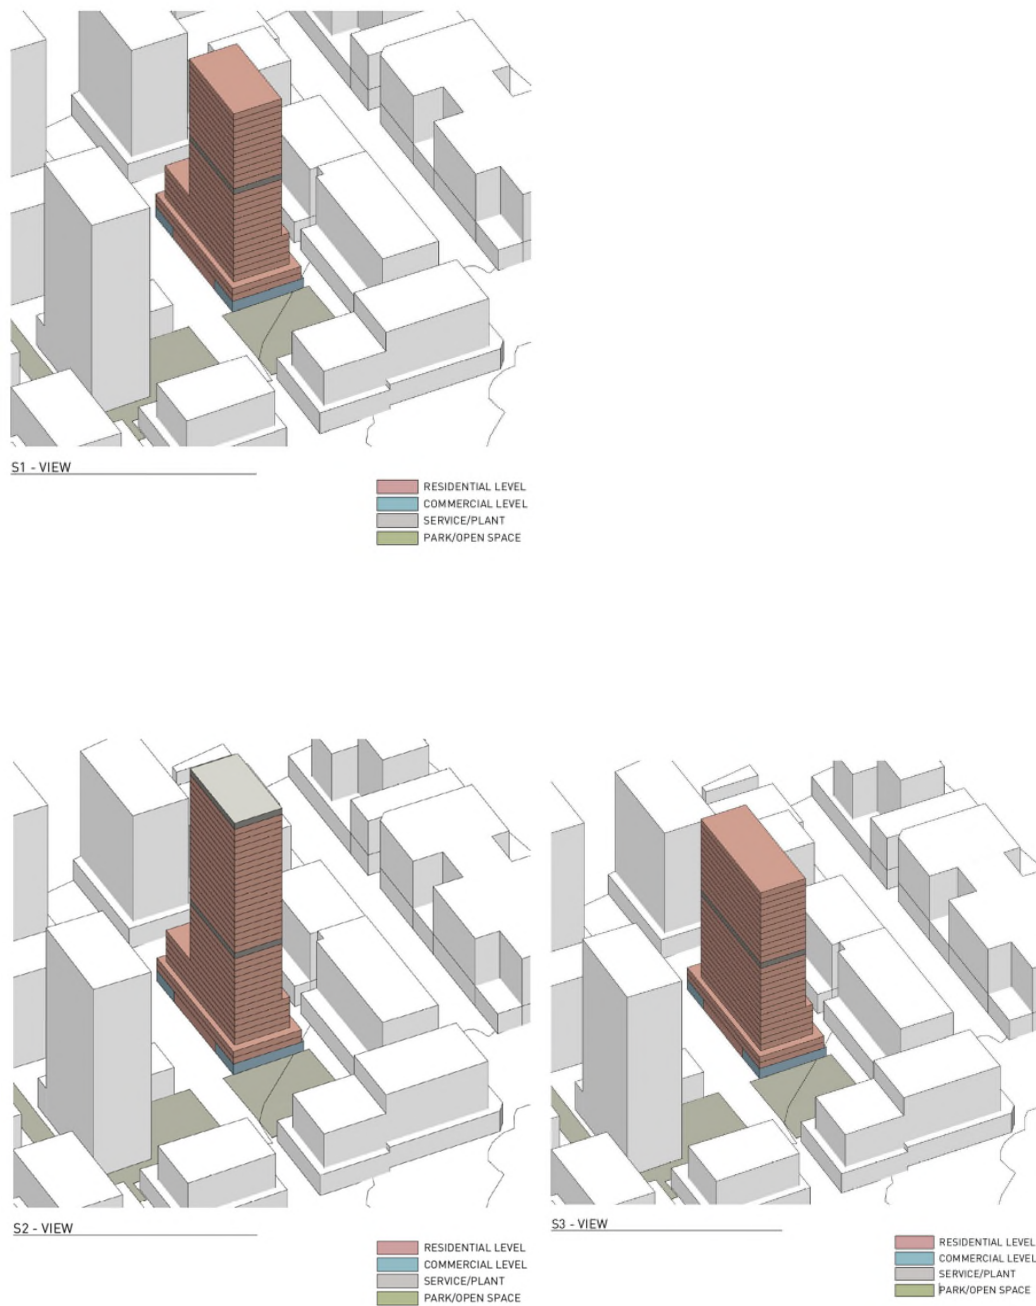 S1 - VIEW
RESIDENTIAL LEVEL
COMMERCIAL LEVEL
SERVICE/PLANT
PARK/OPEN SPACE
S2 - VIEW
RESIDENTIAL LEVEL
COMMERCIAL LEVEL
SERVICE/PLANT
PARK/OPEN SPACE
S3 - VIEW
RESIDENTIAL LEVEL
COMMERCIAL LEVEL
SERVICE/PLANT
PARK/OPEN SPACE